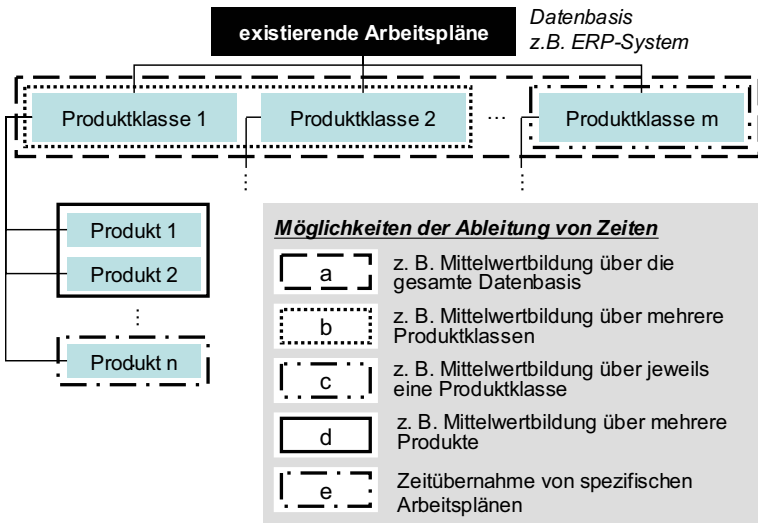 existierende Arbeitspläne
Datenbasis
z.B. ERP-System
Produktklasse 1
Produktklasse 2
...
Produktklasse m
Produkt 1
Produkt 2
Produkt n
Möglichkeiten der Ableitung von Zeiten
a
z. B. Mittelwertbildung über die
gesamte Datenbasis
b
z. B. Mittelwertbildung über mehrere
Produktklassen
c
z. B. Mittelwertbildung über jeweils
eine Produktklasse
d
z. B. Mittelwertbildung über mehrere
Produkte
e
Zeitübernahme von spezifischen
Arbeitsplänen